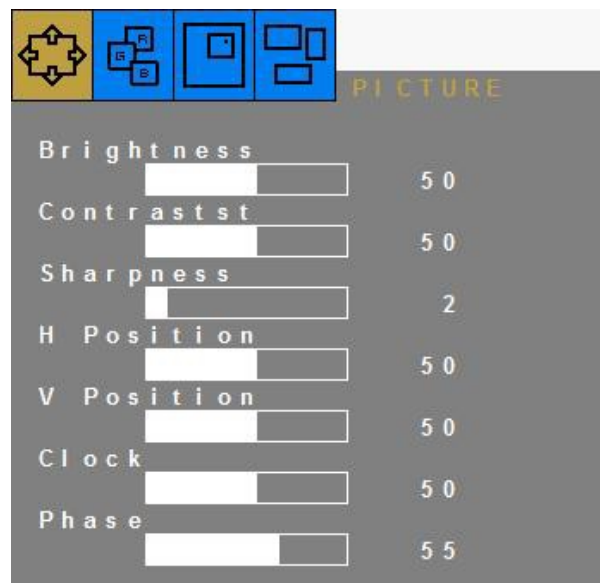 R
G
B
PICTURE
Brightness
50
Contrastst
50
Sharpness
2
H Position
50
V Position
50
Clock
50
Phase
55